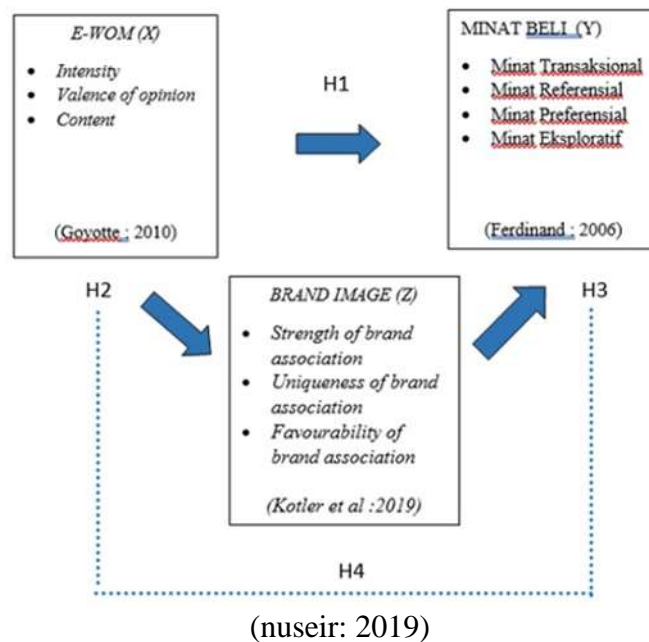 E-WOM (X)
• Intensity
• Valence of opinion
• Content
(Goyotte : 2010)
H1
MINAT BELI (Y)
• Minat Transaksional
• Minat Referensial
• Minat Preferensial
• Minat Eksploratif
(Ferdinand : 2006)
H2
BRAND IMAGE (Z)
• Strength of brand
association
• Uniqueness of brand
association
• Favourability of
brand association
(Kotler et al :2019)
H3
H4
(nuseir: 2019)